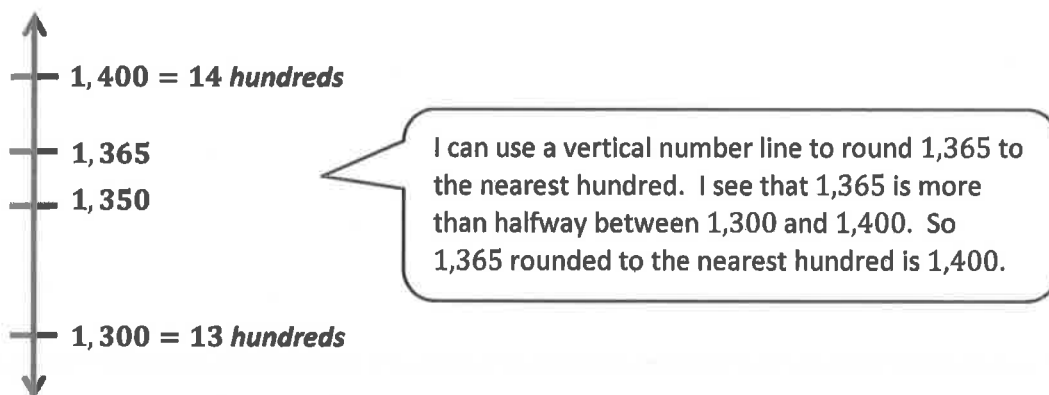 1,400 = 14 hundreds
1,365
1,350
1,300 = 13 hundreds
I can use a vertical number line to round 1,365 to
the nearest hundred. I see that 1,365 is more
than halfway between 1,300 and 1,400. So
1,365 rounded to the nearest hundred is 1,400.